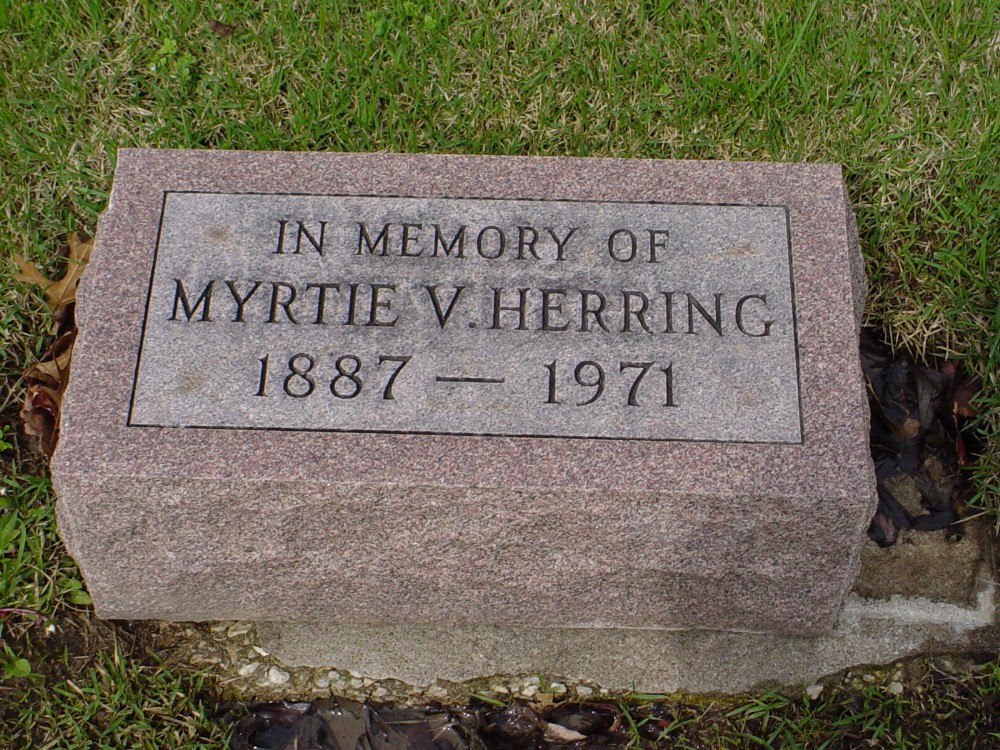 IN MEMORY OF
MYRTIE V. HERRING
1887 — 1971